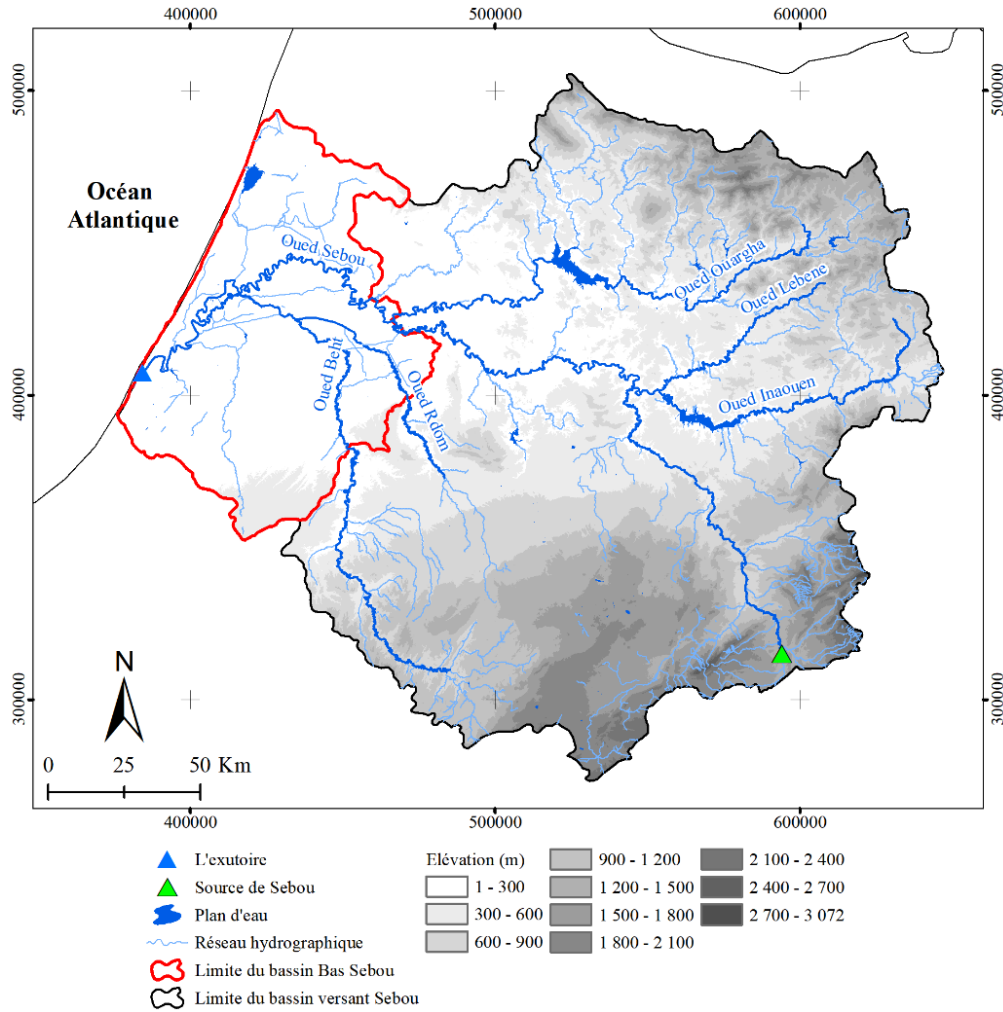 400000
500000
600000
500000
500000
Océan
Atlantique
Oued Sebou
Oued Ouargha
Oued Lebene
400000
400000
Oued Beht
Oued Rdom
Oued Inaouen
300000
300000
N
0 25 50 Km
400000
500000
600000
L'exutoire
Source de Sebou
Plan d'eau
Réseau hydrographique
Limite du bassin Bas Sebou
Limite du bassin versant Sebou
Elévation (m)
1 - 300
300 - 600
600 - 900
900 - 1 200
1 200 - 1 500
1 500 - 1 800
1 800 - 2 100
2 100 - 2 400
2 400 - 2 700
2 700 - 3 072